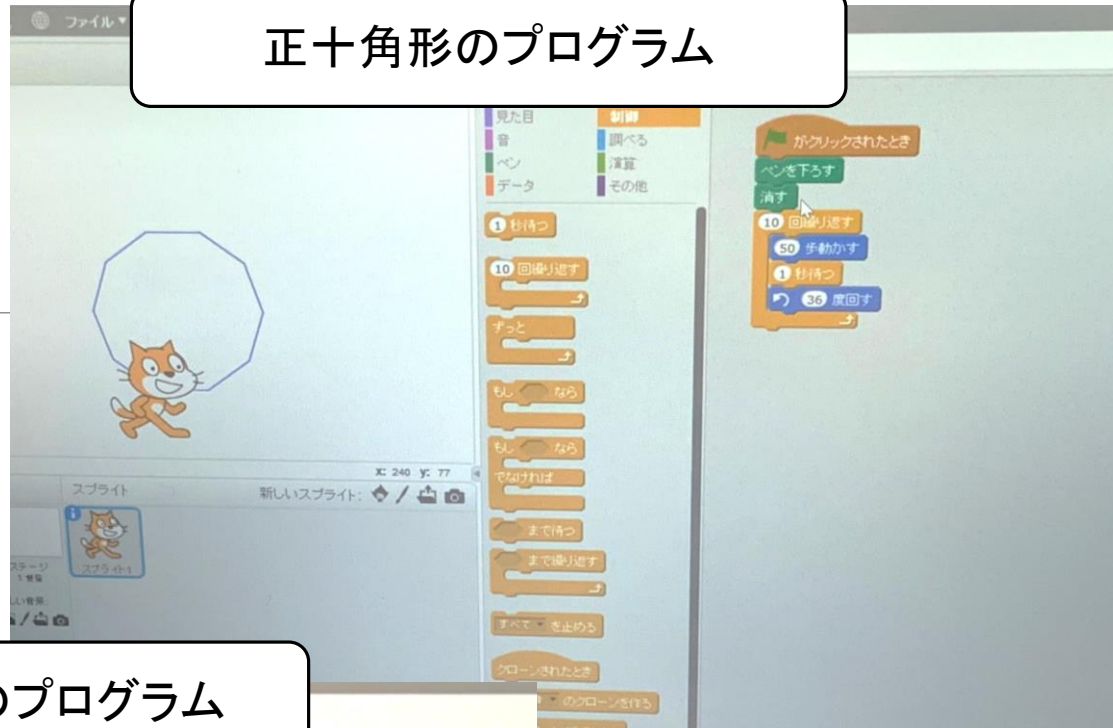 正十角形のプログラム
ファイル▼
見た目
制御
音
調べる
ペン
演算
データ
その他
1 秒待つ
10 回繰り返す
ずっと
もし なら
もし なら
でなければ
まで待つ
まで繰り返す
すべて▼ を止める
クローンされたとき
のクローンを作る
がクリックされたとき
ペンを下ろす
消す
10 回繰り返す
50 歩動かす
1 秒待つ
36 度回す
X: 240 y: 77
スプライト
新しいスプライト:
ステージ
スプライト1
のプログラム